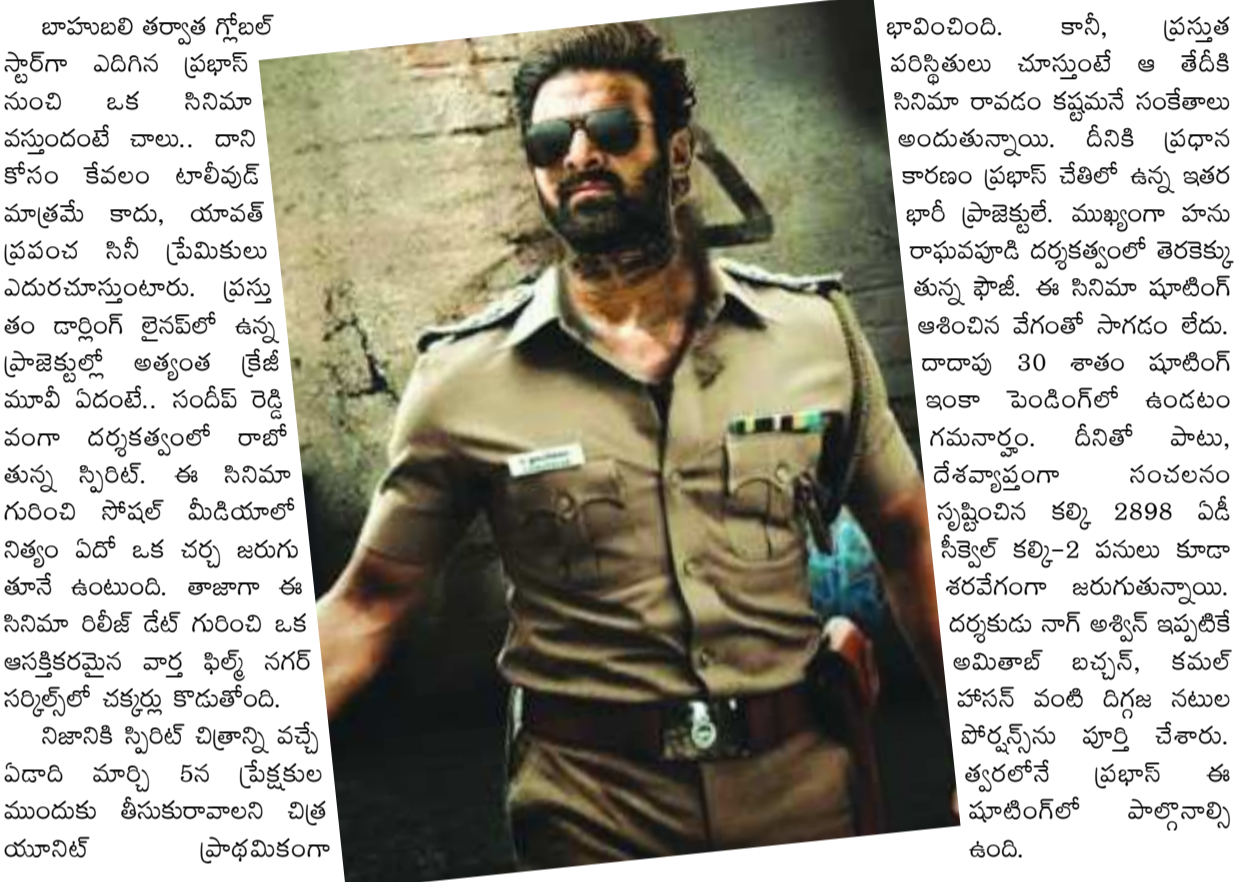 బాహుబలి తర్వాత గ్లోబల్
స్టార్‌గా ఎదిగిన ప్రభాస్
నుంచి ఒక సినిమా
వస్తుందంటే చాలు.. దాని
కోసం కేవలం టాలీవుడ్
మాత్రమే కాదు, యావత్
ప్రపంచ సినీ ప్రేమికులు
ఎదురచూస్తుంటారు. ప్రస్తు
తం డార్లింగ్ లైనప్‌లో ఉన్న
ప్రాజెక్టుల్లో అత్యంత క్రేజీ
మూవీ ఏదంటే.. సందీప్ రెడ్డి
వంగా దర్శకత్వంలో రాబో
తున్న స్పిరిట్. ఈ సినిమా
గురించి సోషల్ మీడియాలో
నిత్యం ఏదో ఒక చర్చ జరుగు
తూనే ఉంటుంది. తాజాగా ఈ
సినిమా రిలీజ్ డేట్ గురించి ఒక
ఆసక్తికరమైన వార్త ఫిల్మ్ నగర్
సర్కిల్స్‌లో చక్కర్లు కొడుతోంది.
నిజానికి స్పిరిట్ చిత్రాన్ని వచ్చే
ఏడాది మార్చి 5న ప్రేక్షకుల
ముందుకు తీసుకురావాలని చిత్ర
యూనిట్ ప్రాథమికంగా
భావించింది. కానీ, ప్రస్తుత
పరిస్థితులు చూస్తుంటే ఆ తేదీకి
సినిమా రావడం కష్టమనే సంకేతాలు
అందుతున్నాయి. దీనికి ప్రధాన
కారణం ప్రభాస్ చేతిలో ఉన్న ఇతర
భారీ ప్రాజెక్టులే. ముఖ్యంగా హను
రాఘవపూడి దర్శకత్వంలో తెరకెక్కు
తున్న ఫౌజీ. ఈ సినిమా షూటింగ్
ఆశించిన వేగంతో సాగడం లేదు.
దాదాపు 30 శాతం షూటింగ్
ఇంకా పెండింగ్‌లో ఉండటం
గమనార్హం. దీనితో పాటు,
దేశవ్యాప్తంగా సంచలనం
సృష్టించిన కల్కి 2898 ఏడీ
సీక్వెల్ కల్కి-2 పనులు కూడా
శరవేగంగా జరుగుతున్నాయి.
దర్శకుడు నాగ్ అశ్విన్ ఇప్పటికే
అమితాబ్ బచ్చన్, కమల్
హాసన్ వంటి దిగ్గజ నటుల
పోర్షన్స్‌ను పూర్తి చేశారు.
త్వరలోనే ప్రభాస్ ఈ
షూటింగ్‌లో పాల్గొనాల్సి
ఉంది.